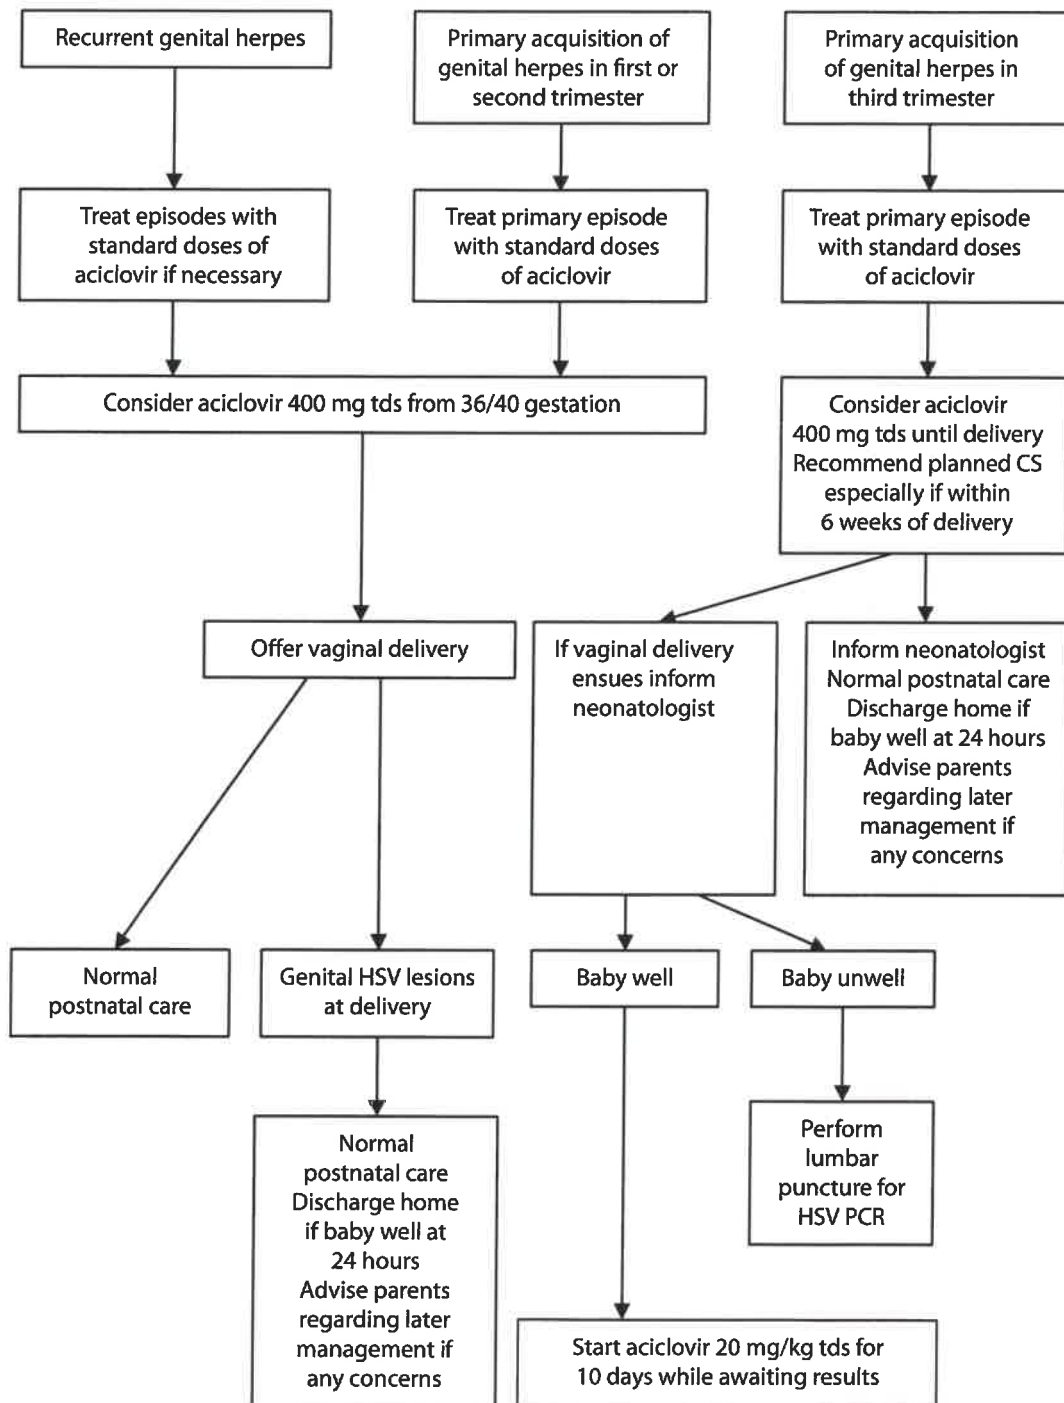 Recurrent genital herpes
Primary acquisition of
genital herpes in first or
second trimester
Primary acquisition
of genital herpes in
third trimester
Treat episodes with
standard doses of
aciclovir if necessary
Treat primary episode
with standard doses
of aciclovir
Treat primary episode
with standard doses
of aciclovir
Consider aciclovir 400 mg tds from 36/40 gestation
Consider aciclovir
400 mg tds until delivery
Recommend planned CS
especially if within
6 weeks of delivery
Offer vaginal delivery
If vaginal delivery
ensues inform
neonatologist
Inform neonatologist
Normal postnatal care
Discharge home if
baby well at 24 hours
Advise parents
regarding later
management if
any concerns
Normal
postnatal care
Genital HSV lesions
at delivery
Baby well
Baby unwell
Normal
postnatal care
Discharge home
if baby well at
24 hours
Advise parents
regarding later
management if
any concerns
Perform
lumbar
puncture for
HSV PCR
Start aciclovir 20 mg/kg tds for
10 days while awaiting results